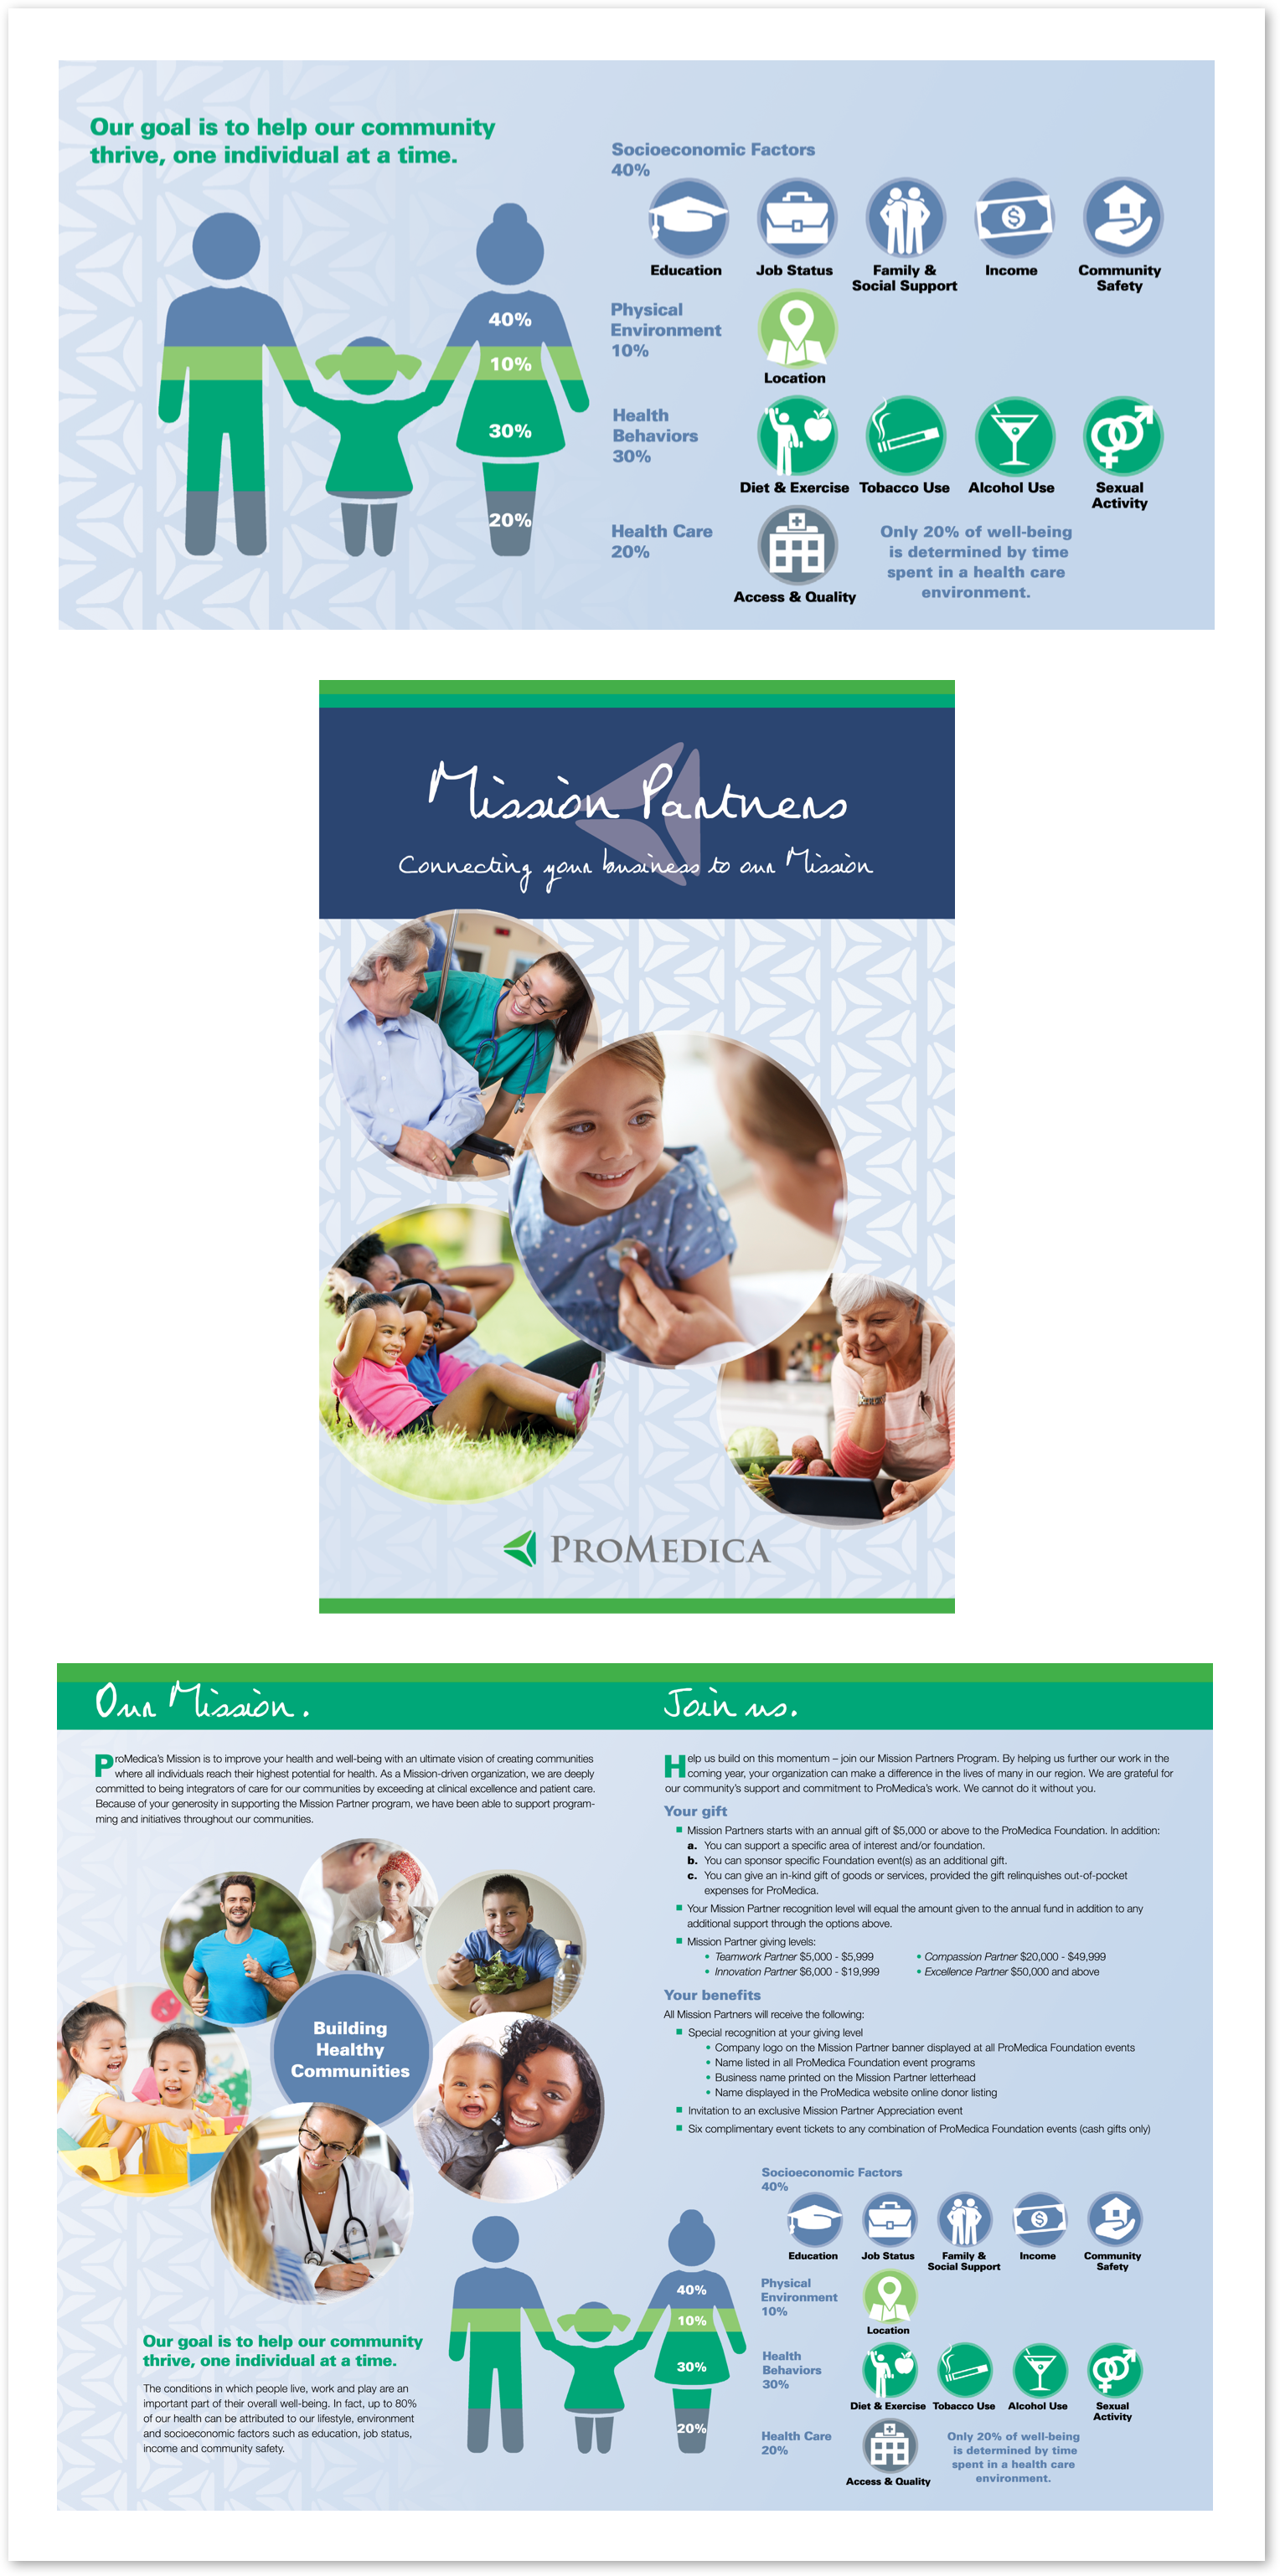 Our goal is to help our community
thrive, one individual at a time.
40%
10%
30%
20%
Socioeconomic Factors
40%
Education
Job Status
Family &
Social Support
Income
Community
Safety
Physical
Environment
10%
Location
Health
Behaviors
30%
Diet & Exercise
Tobacco Use
Alcohol Use
Sexual
Activity
Health Care
20%
Access & Quality
Only 20% of well-being
is determined by time
spent in a health care
environment.
Mission Partners
Connecting your business to our Mission
PROMEDICA
Our Mission.
ProMedica's Mission is to improve your health and well-being with an ultimate vision of creating communities
where all individuals reach their highest potential for health. As a Mission-driven organization, we are deeply
committed to being integrators of care for our communities by exceeding at clinical excellence and patient care.
Because of your generosity in supporting the Mission Partner program, we have been able to support program-
ming and initiatives throughout our communities.
Building
Healthy
Communities
Our goal is to help our community
thrive, one individual at a time.
The conditions in which people live, work and play are an
important part of their overall well-being. In fact, up to 80%
of our health can be attributed to our lifestyle, environment
and socioeconomic factors such as education, job status,
income and community safety.
Join us.
Help us build on this momentum – join our Mission Partners Program. By helping us further our work in the
coming year, your organization can make a difference in the lives of many in our region. We are grateful for
our community's support and commitment to ProMedica's work. We cannot do it without you.
Your gift
■ Mission Partners starts with an annual gift of $5,000 or above to the ProMedica Foundation. In addition:
a. You can support a specific area of interest and/or foundation.
b. You can sponsor specific Foundation event(s) as an additional gift.
c. You can give an in-kind gift of goods or services, provided the gift relinquishes out-of-pocket
expenses for ProMedica.
■ Your Mission Partner recognition level will equal the amount given to the annual fund in addition to any
additional support through the options above.
■ Mission Partner giving levels:
• Teamwork Partner $5,000 - $5,999
• Compassion Partner $20,000 - $49,999
• Innovation Partner $6,000 - $19,999
• Excellence Partner $50,000 and above
Your benefits
All Mission Partners will receive the following:
■ Special recognition at your giving level
• Company logo on the Mission Partner banner displayed at all ProMedica Foundation events
• Name listed in all ProMedica Foundation event programs
• Business name printed on the Mission Partner letterhead
• Name displayed in the ProMedica website online donor listing
■ Invitation to an exclusive Mission Partner Appreciation event
■ Six complimentary event tickets to any combination of ProMedica Foundation events (cash gifts only)
40%
10%
30%
20%
Socioeconomic Factors
40%
Education
Job Status
Family &
Social Support
Income
Community
Safety
Physical
Environment
10%
Location
Health
Behaviors
30%
Diet & Exercise
Tobacco Use
Alcohol Use
Sexual
Activity
Health Care
20%
Access & Quality
Only 20% of well-being
is determined by time
spent in a health care
environment.